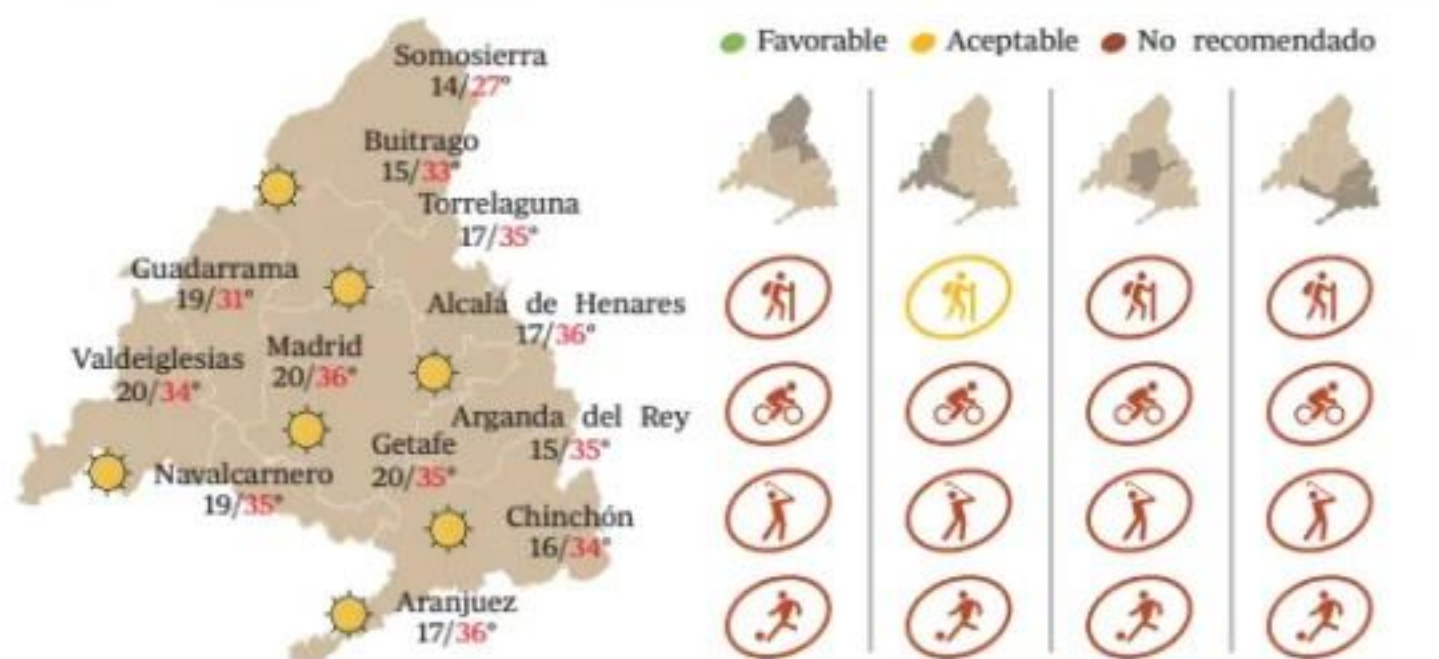 Favorable Aceptable No recomendado
Somosierra
14/27°
Buitrago
15/33°
Torrelaguna
17/35°
Guadarrama
19/31°
Alcalá de Henares
17/36°
Madrid
20/36°
Valdeiglesias
20/34°
Arganda del Rey
15/35°
Getafe
20/35°
Navalcarnero
19/35°
Chinchón
16/34°
Aranjuez
17/36°